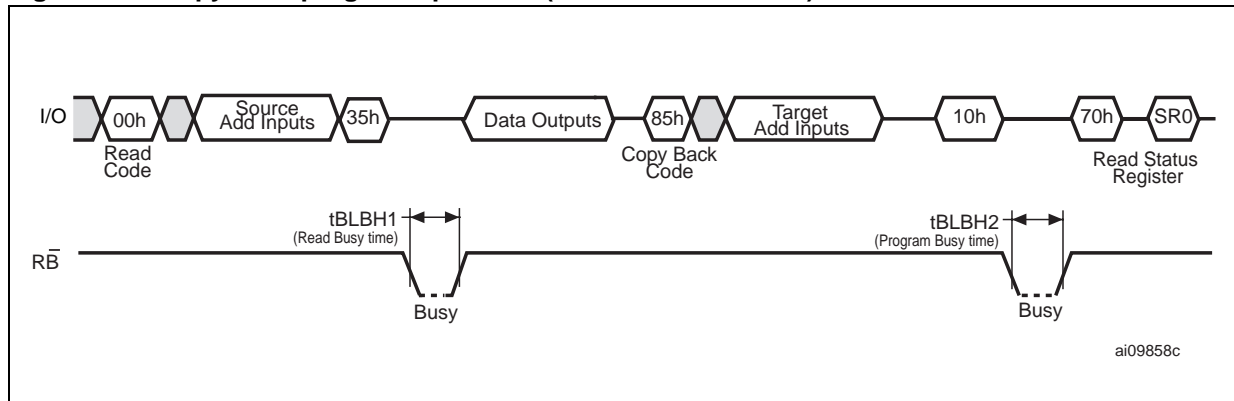 I/O
00h
Source
Add Inputs
35h
Data Outputs
85h
Target
Add Inputs
10h
70h
SR0
Read
Code
Copy Back
Code
Read Status
Register
tBLBH1
(Read Busy time)
tBLBH2
(Program Busy time)
RB̅
Busy
Busy
ai09858c